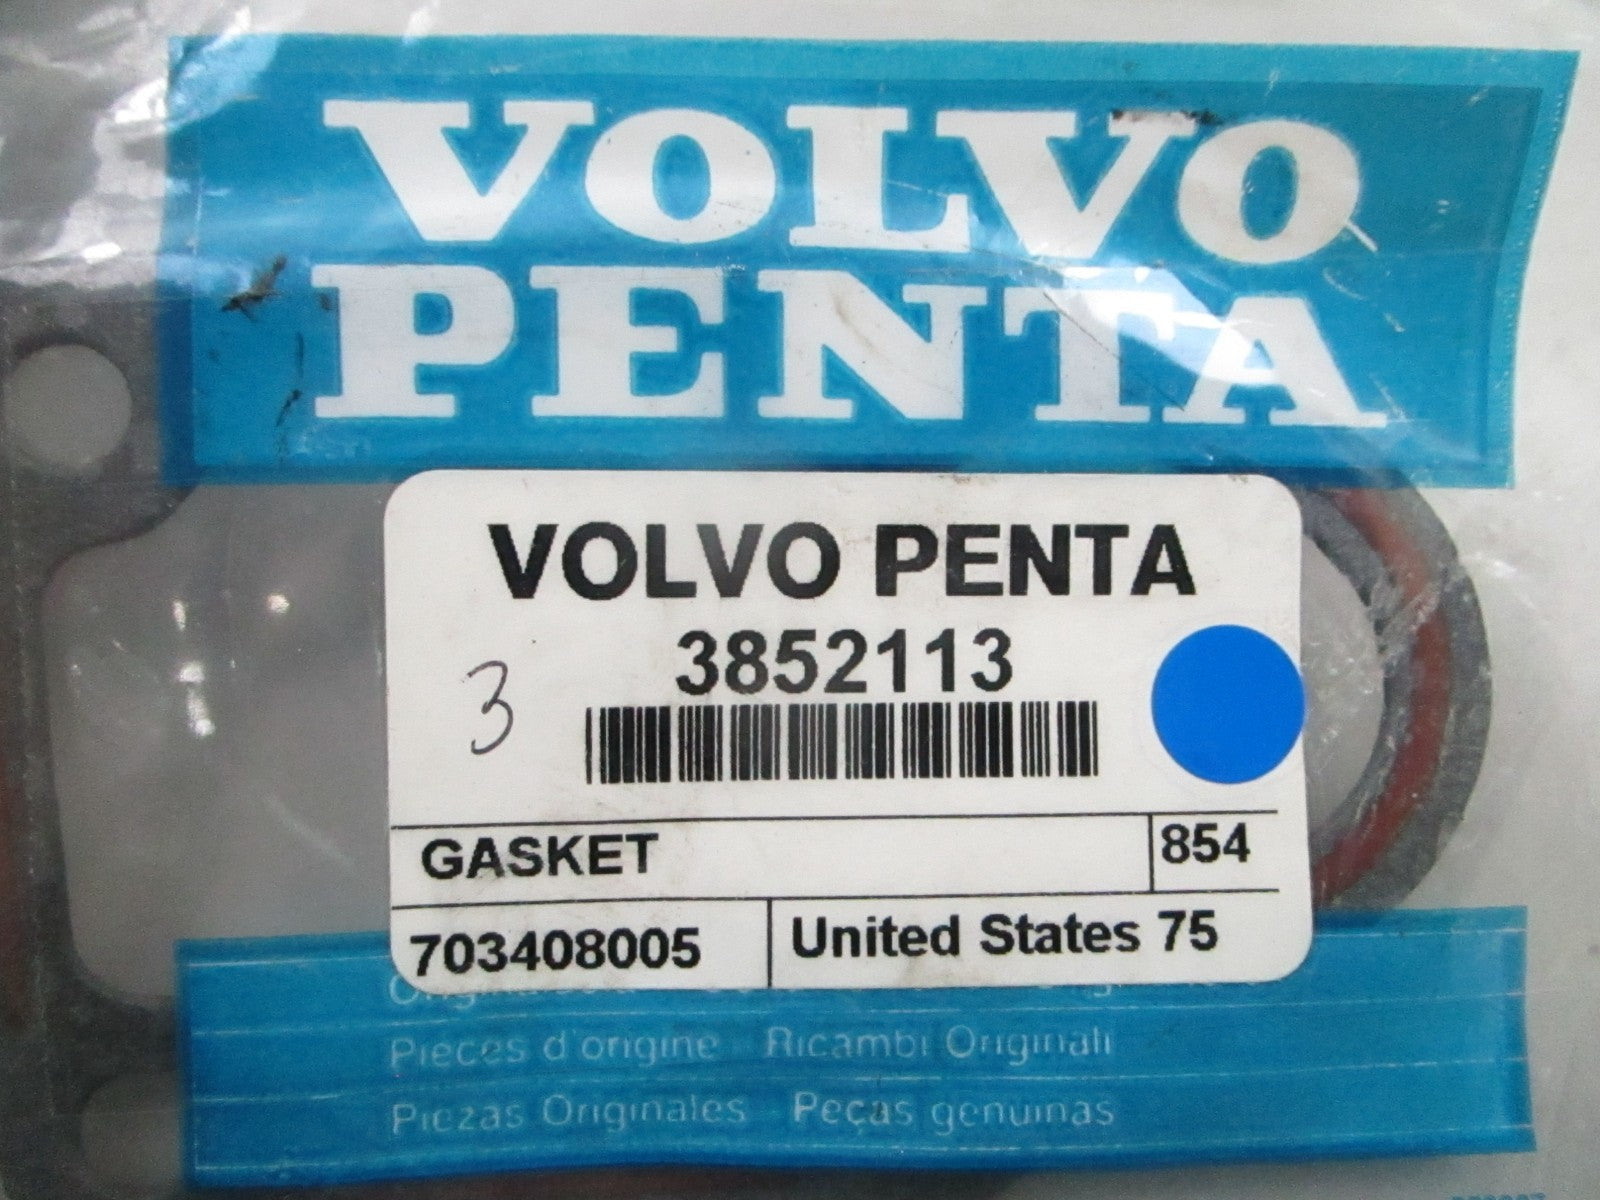 VOLVO
PENTA
VOLVO PENTA
3852113
3
GASKET
854
703408005
United States 75
Pièces d'origine Ricambi Originali
Piezas Originales Peças genuinas